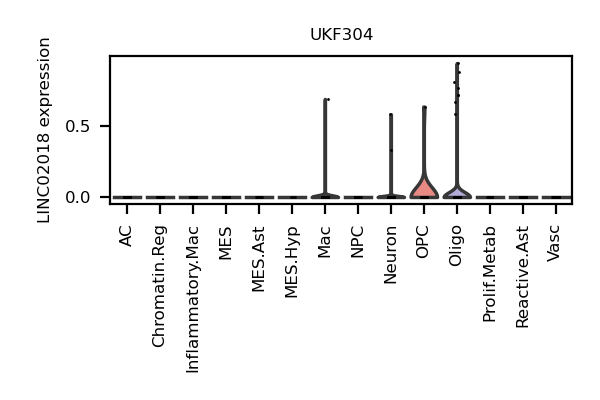 UKF304
LINC02018 expression
0.5
0.0
AC
Chromatin.Reg
Inflammatory.Mac
MES
MES.Ast
MES.Hyp
Mac
NPC
Neuron
OPC
Oligo
Prolif.Metab
Reactive.Ast
Vasc